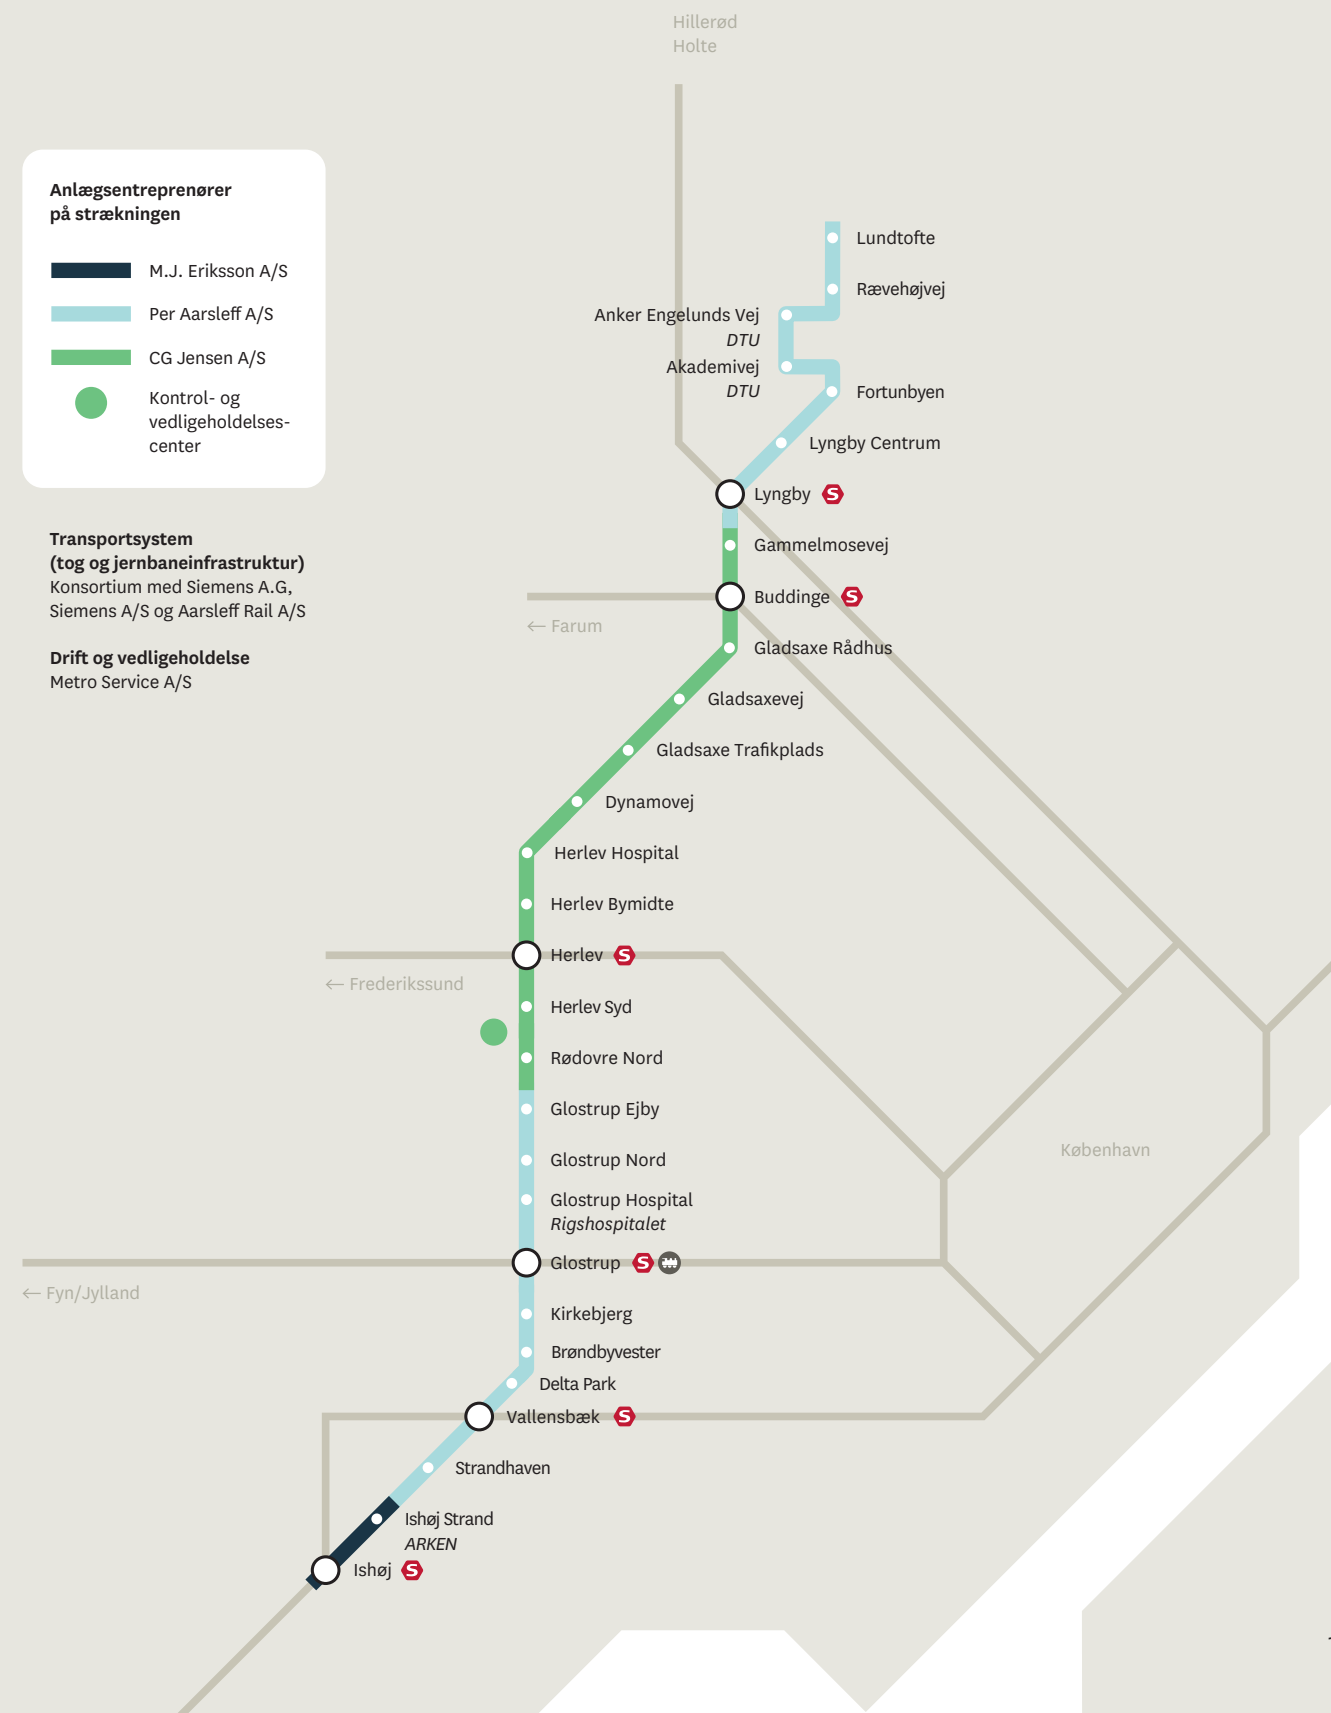 Hillerød
Holte
Anlægsentreprenører
på strækningen
M.J. Eriksson A/S
Per Aarsleff A/S
CG Jensen A/S
Kontrol- og
vedligeholdelses-
center
Transportsystem
(tog og jernbaneinfrastruktur)
Konsortium med Siemens A.G,
Siemens A/S og Aarsleff Rail A/S
Drift og vedligeholdelse
Metro Service A/S
Lundtofte
Rævehøjvej
Anker Engelunds Vej
DTU
Akademivej
DTU
Fortunbyen
Lyngby Centrum
Lyngby S
Gammelmosevej
Buddinge S
← Farum
Gladsaxe Rådhus
Gladsaxevej
Gladsaxe Trafikplads
Dynamovej
Herlev Hospital
Herlev Bymidte
Herlev S
← Frederikssund
Herlev Syd
Rødovre Nord
Glostrup Ejby
København
Glostrup Nord
Glostrup Hospital
Rigshospitalet
Glostrup S
← Fyn/Jylland
Kirkebjerg
Brøndbyvester
Delta Park
Vallensbæk S
Strandhaven
Ishøj Strand
ARKEN
Ishøj S